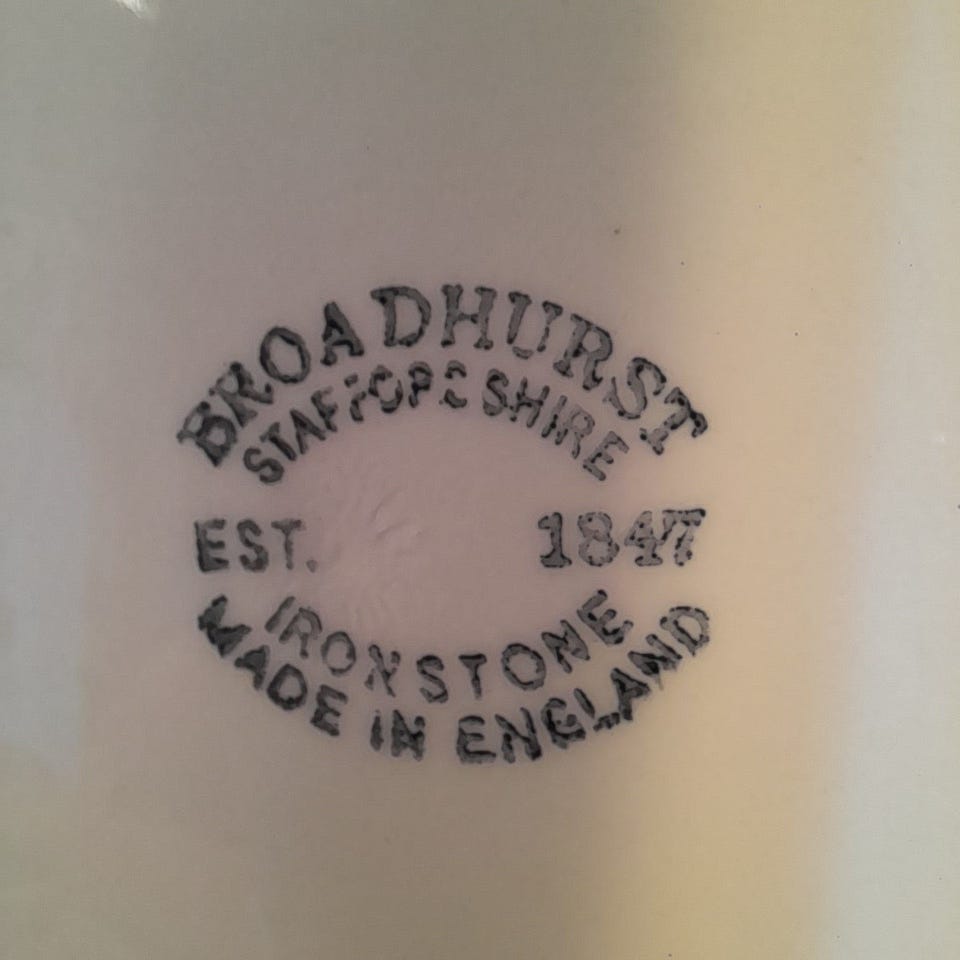 BROADHURST
STAFFORDSHIRE
EST. 1847
IRONSTONE
MADE IN ENGLAND